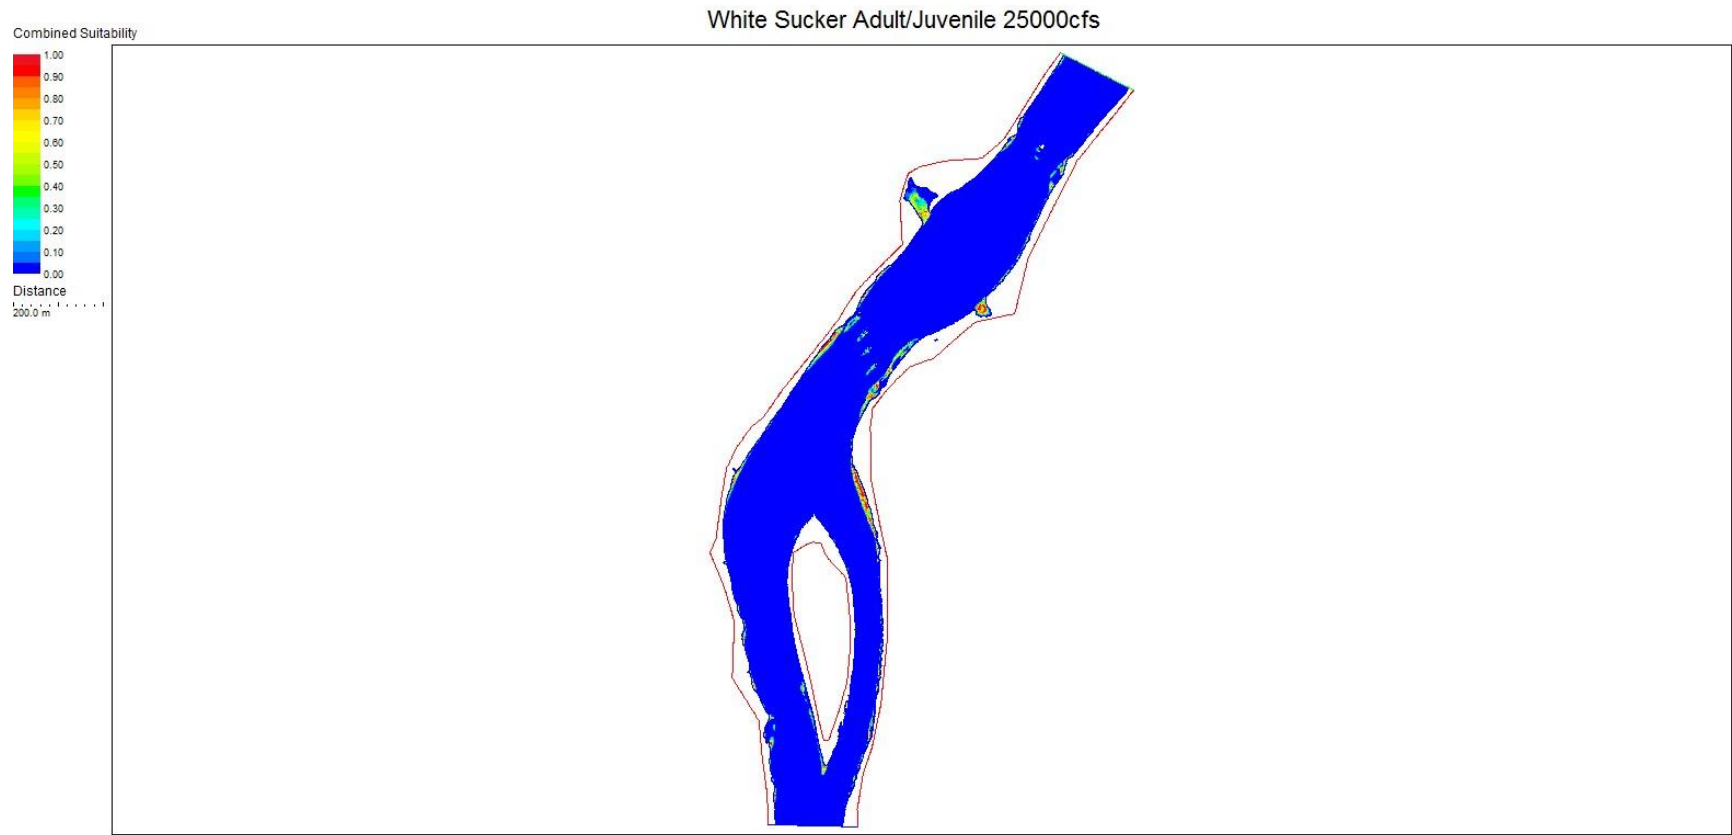 White Sucker Adult/Juvenile 25000cfs
Combined Suitability
1.00
0.90
0.80
0.70
0.60
0.50
0.40
0.30
0.20
0.10
0.00
Distance
200.0 m